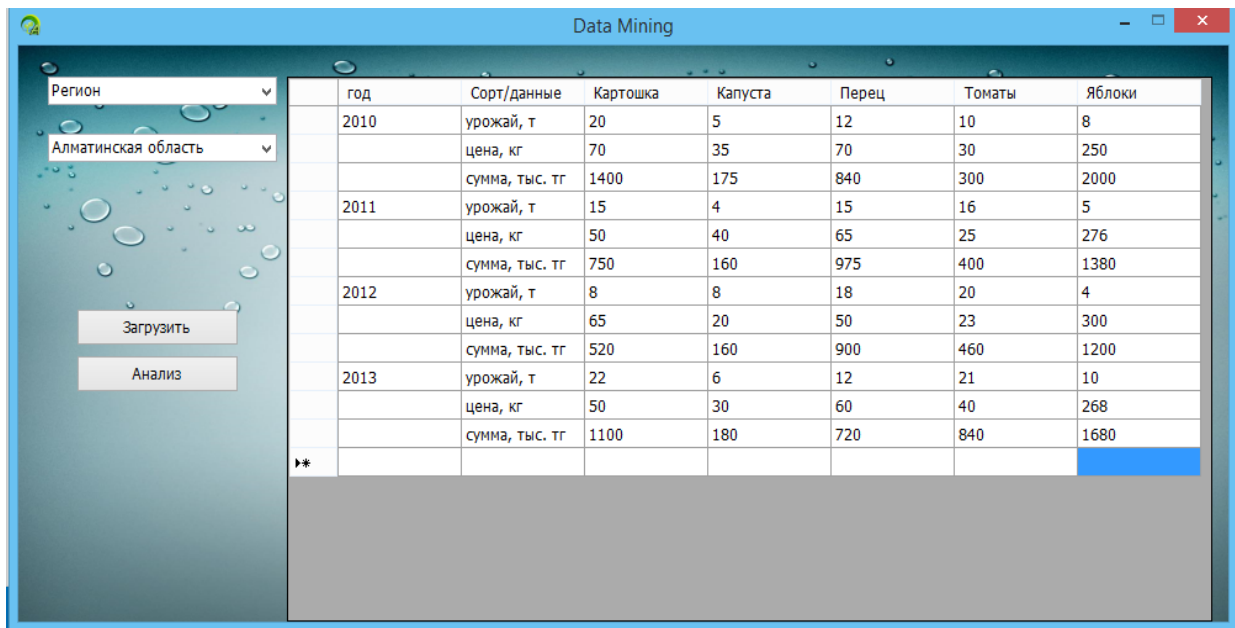 Data Mining
Регион
Алматинская область
Загрузить
Анализ
год Сорт/данные Картошка Капуста Перец Томаты Яблоки
2010 урожай, т 20 5 12 10 8
цена, кг 70 35 70 30 250
сумма, тыс. тг 1400 175 840 300 2000
2011 урожай, т 15 4 15 16 5
цена, кг 50 40 65 25 276
сумма, тыс. тг 750 160 975 400 1380
2012 урожай, т 8 8 18 20 4
цена, кг 65 20 50 23 300
сумма, тыс. тг 520 160 900 460 1200
2013 урожай, т 22 6 12 21 10
цена, кг 50 30 60 40 268
сумма, тыс. тг 1100 180 720 840 1680